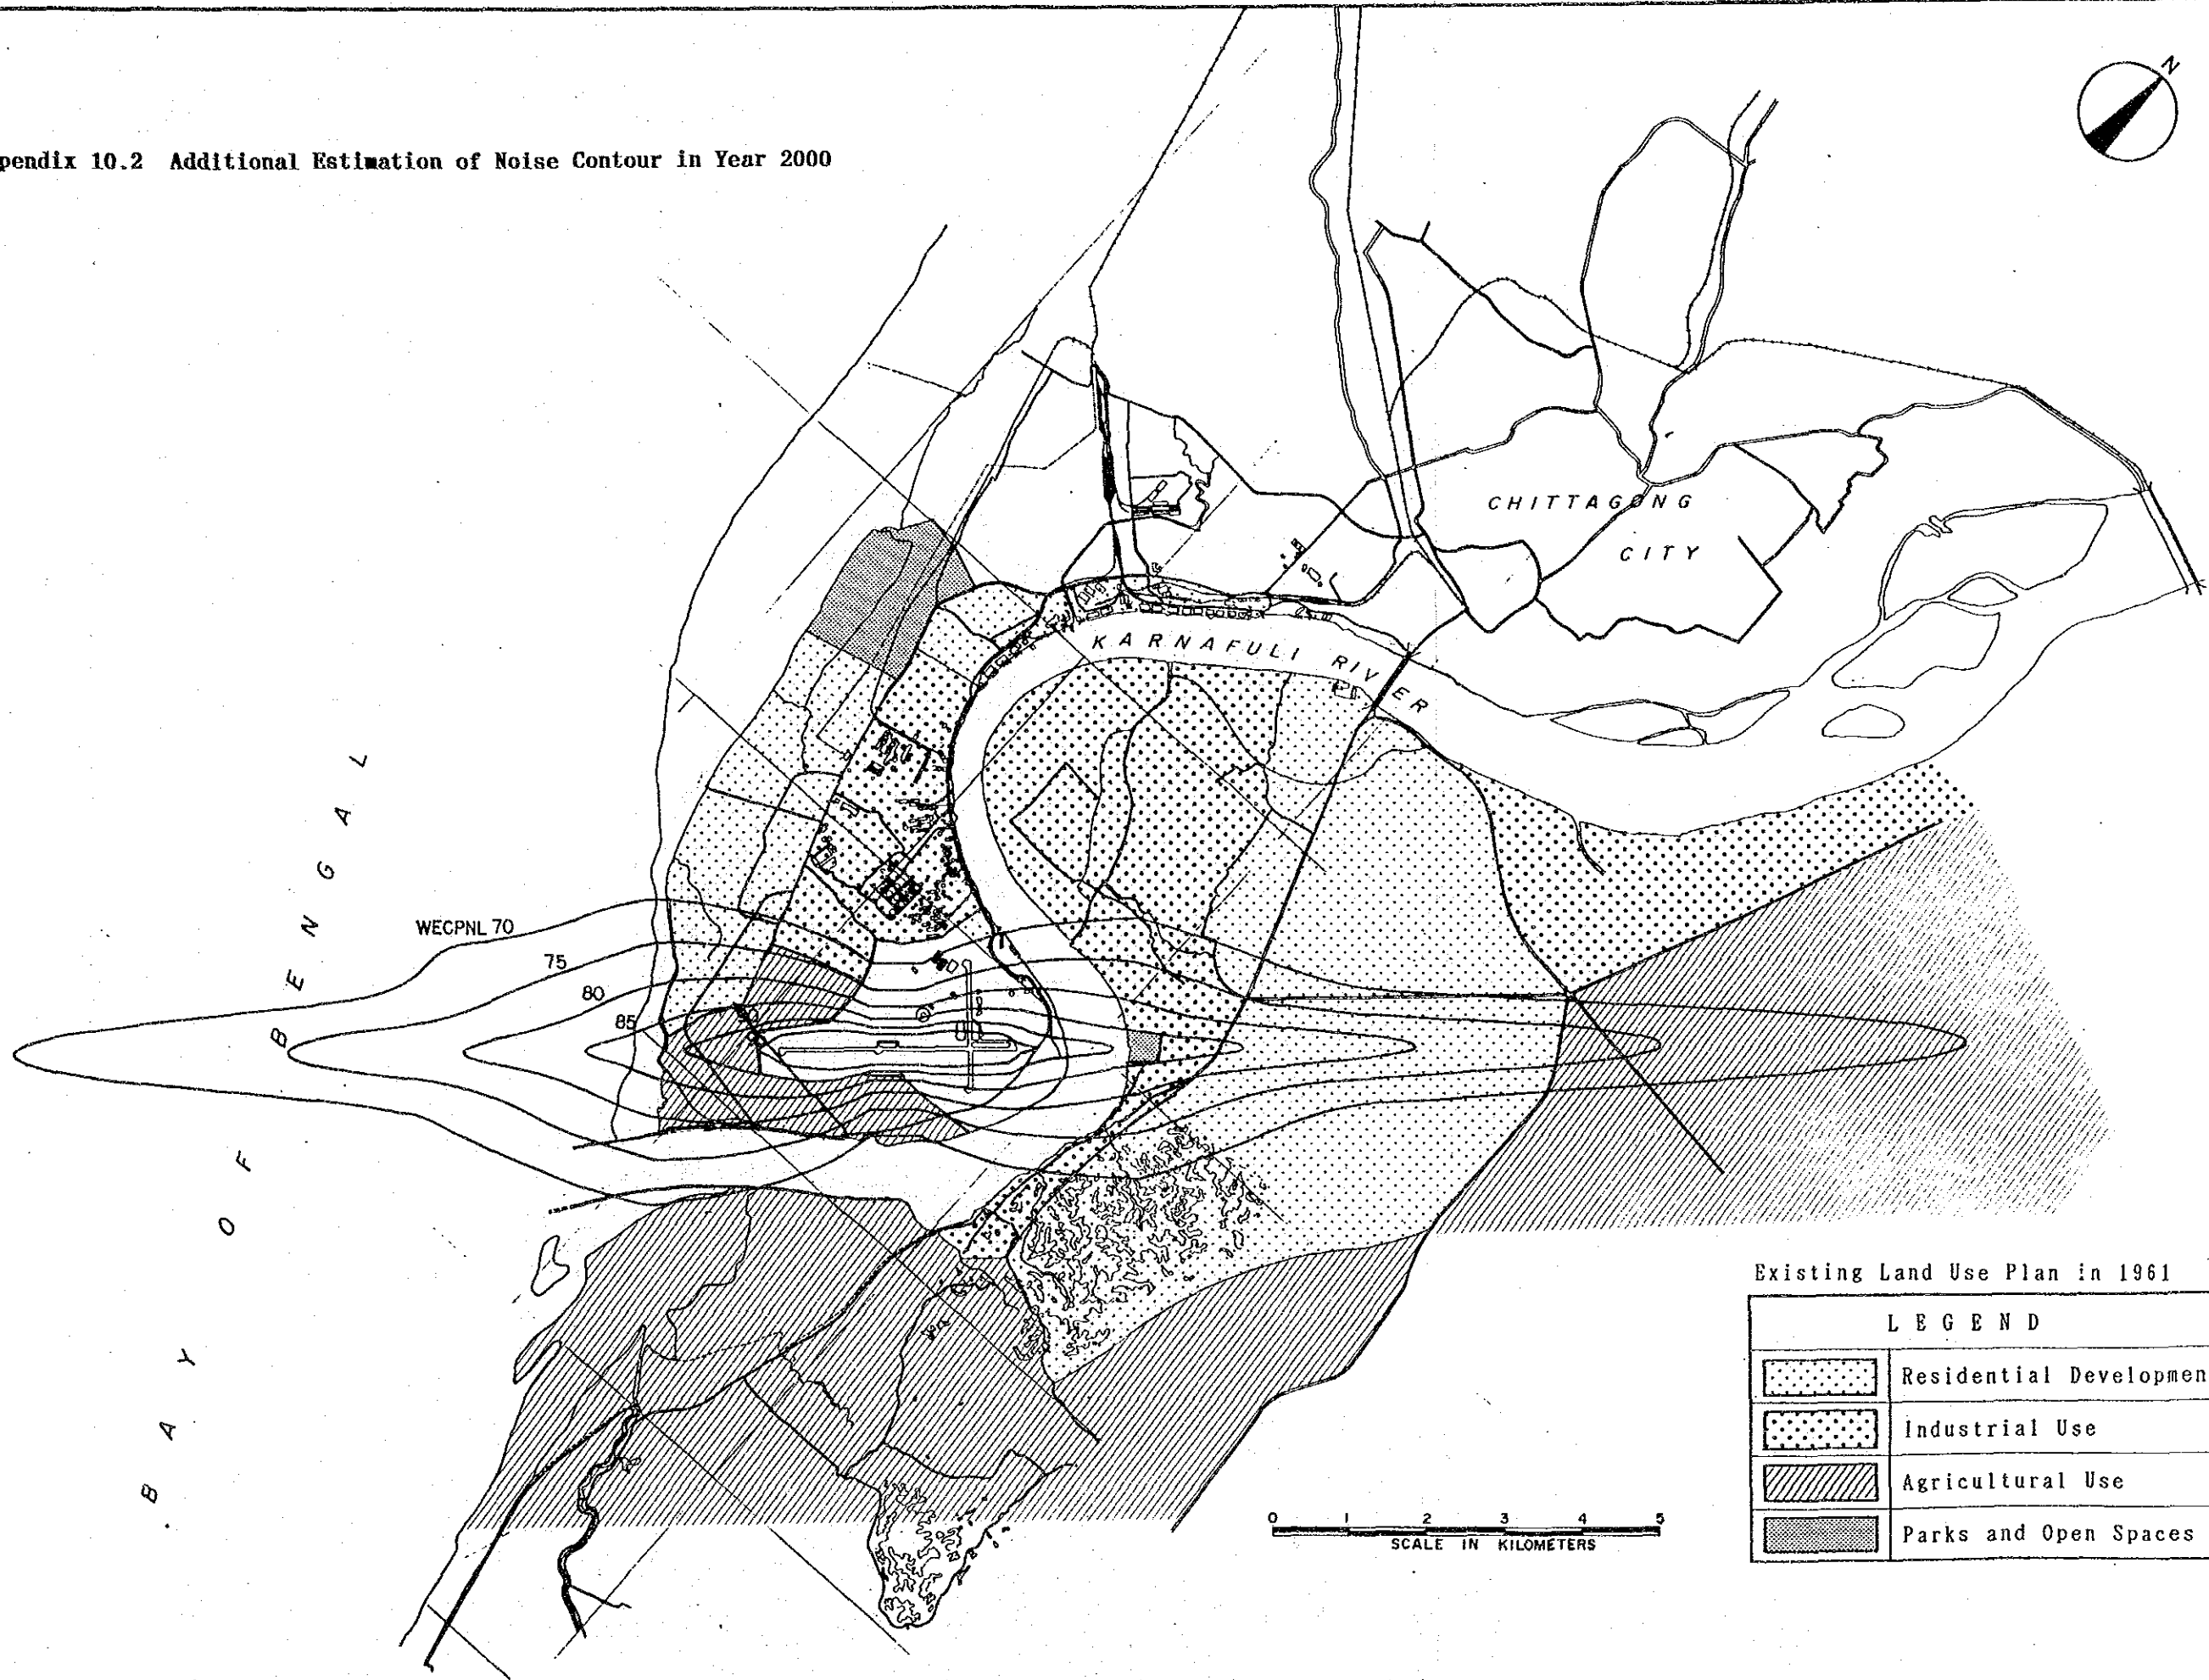 pendix 10.2 Additional Estimation of Noise Contour in Year 2000
N
CHITTAGONG
CITY
KARNAFULI RIVER
BAY OF BENGAL
WECPNL 70
75
80
85
Existing Land Use Plan in 1961
LEGEND
Residential Developmen
Industrial Use
Agricultural Use
Parks and Open Spaces
0 1 2 3 4 5
SCALE IN KILOMETERS